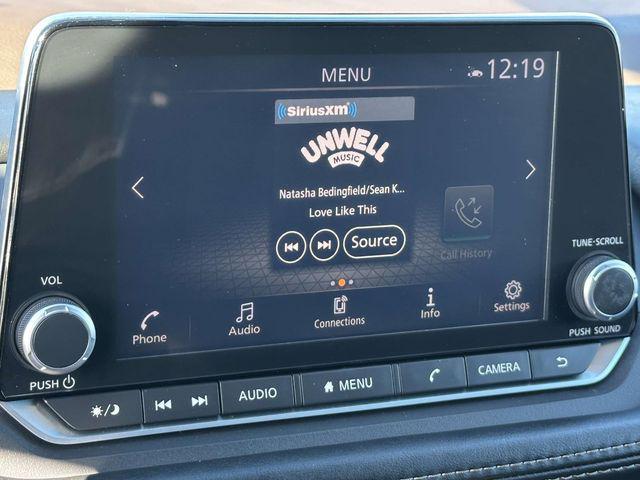 MENU
12:19
SiriusXm
UNWELL
MUSIC
Natasha Bedingfield/Sean K...
Love Like This
Source
Call History
Phone
Audio
Connections
Info
Settings
VOL
PUSH
TUNE·SCROLL
PUSH SOUND
AUDIO
MENU
CAMERA